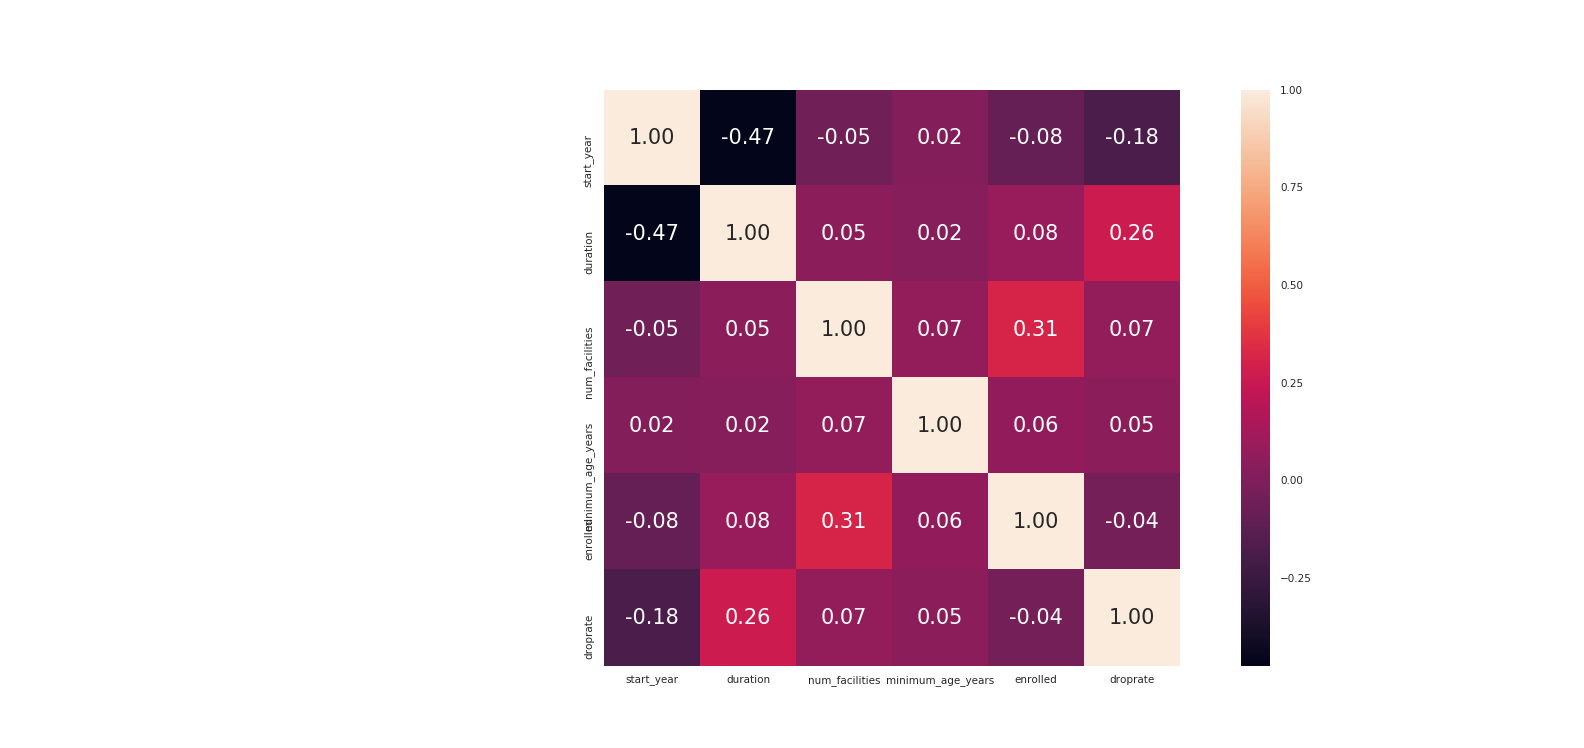 start_year 1.00 -0.47 -0.05 0.02 -0.08 -0.18
duration -0.47 1.00 0.05 0.02 0.08 0.26
num_facilities -0.05 0.05 1.00 0.07 0.31 0.07
minimum_age_years 0.02 0.02 0.07 1.00 0.06 0.05
enrolled -0.08 0.08 0.31 0.06 1.00 -0.04
droprate -0.18 0.26 0.07 0.05 -0.04 1.00
start_year duration num_facilities minimum_age_years enrolled droprate
1.00
0.75
0.50
0.25
0.00
−0.25